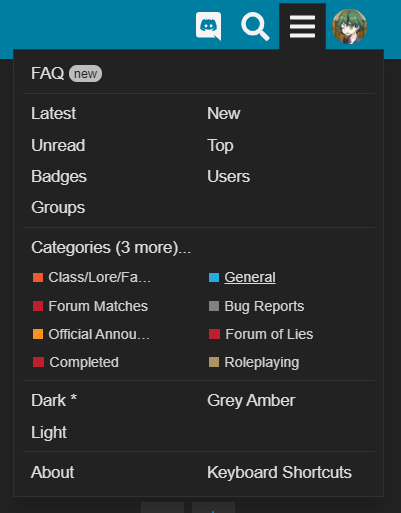 FAQ new
Latest New
Unread Top
Badges Users
Groups
Categories (3 more)...
Class/Lore/Fa... General
Forum Matches Bug Reports
Official Annou... Forum of Lies
Completed Roleplaying
Dark * Grey Amber
Light
About Keyboard Shortcuts